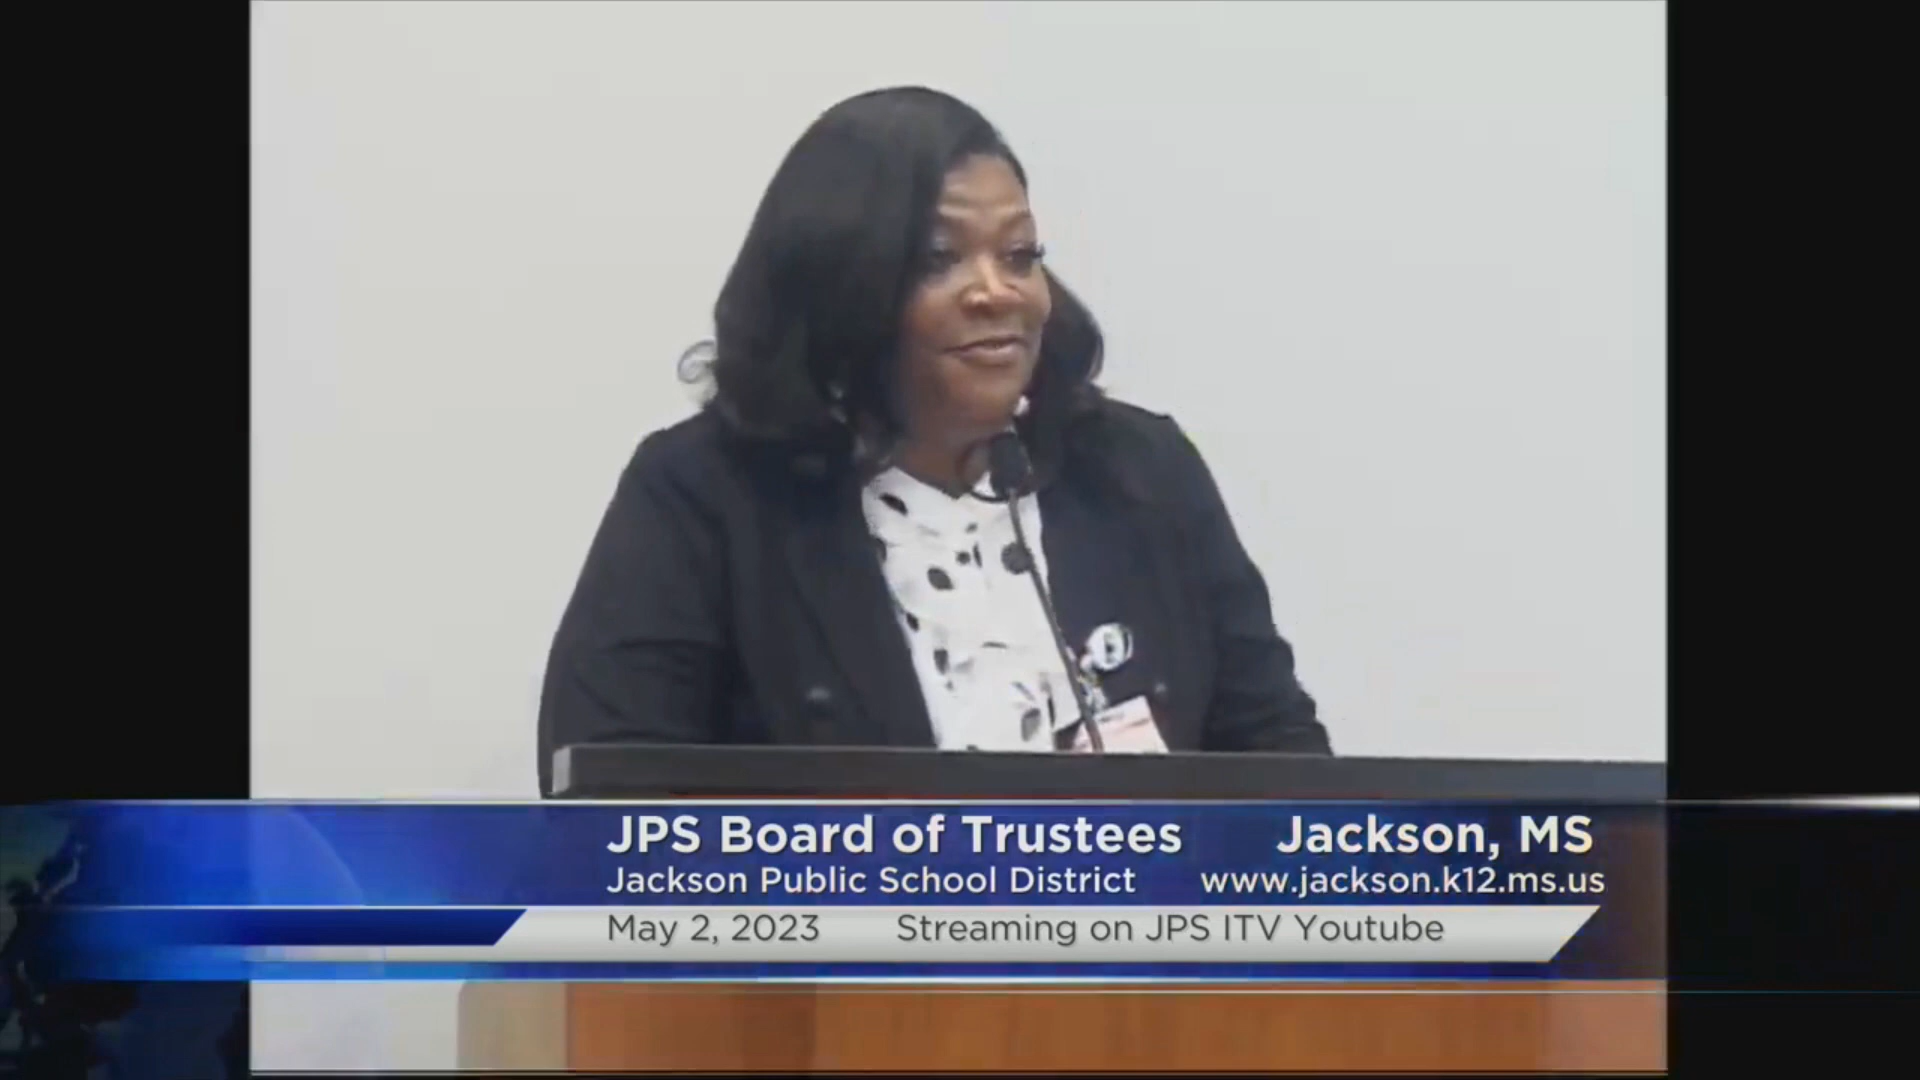 JPS Board of Trustees Jackson, MS
Jackson Public School District www.jackson.k12.ms.us
May 2, 2023 Streaming on JPS ITV Youtube